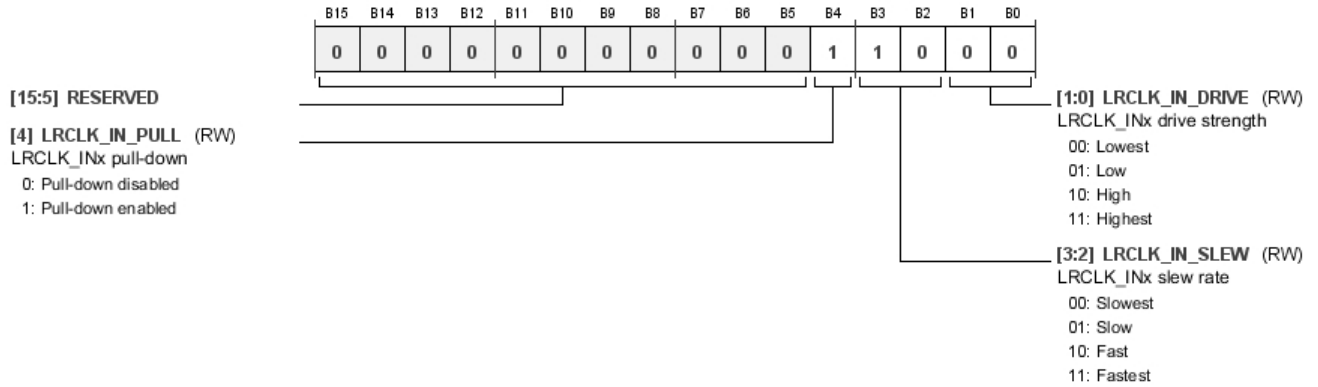 B15 B14 B13 B12 B11 B10 B9 B8 B7 B6 B5 B4 B3 B2 B1 B0
0 0 0 0 0 0 0 0 0 0 0 1 1 0 0 0
[15:5] RESERVED
[4] LRCLK_IN_PULL (RW)
LRCLK_INx pull-down
0: Pull-down disabled
1: Pull-down enabled
[1:0] LRCLK_IN_DRIVE (RW)
LRCLK_INx drive strength
00: Lowest
01: Low
10: High
11: Highest
[3:2] LRCLK_IN_SLEW (RW)
LRCLK_INx slew rate
00: Slowest
01: Slow
10: Fast
11: Fastest